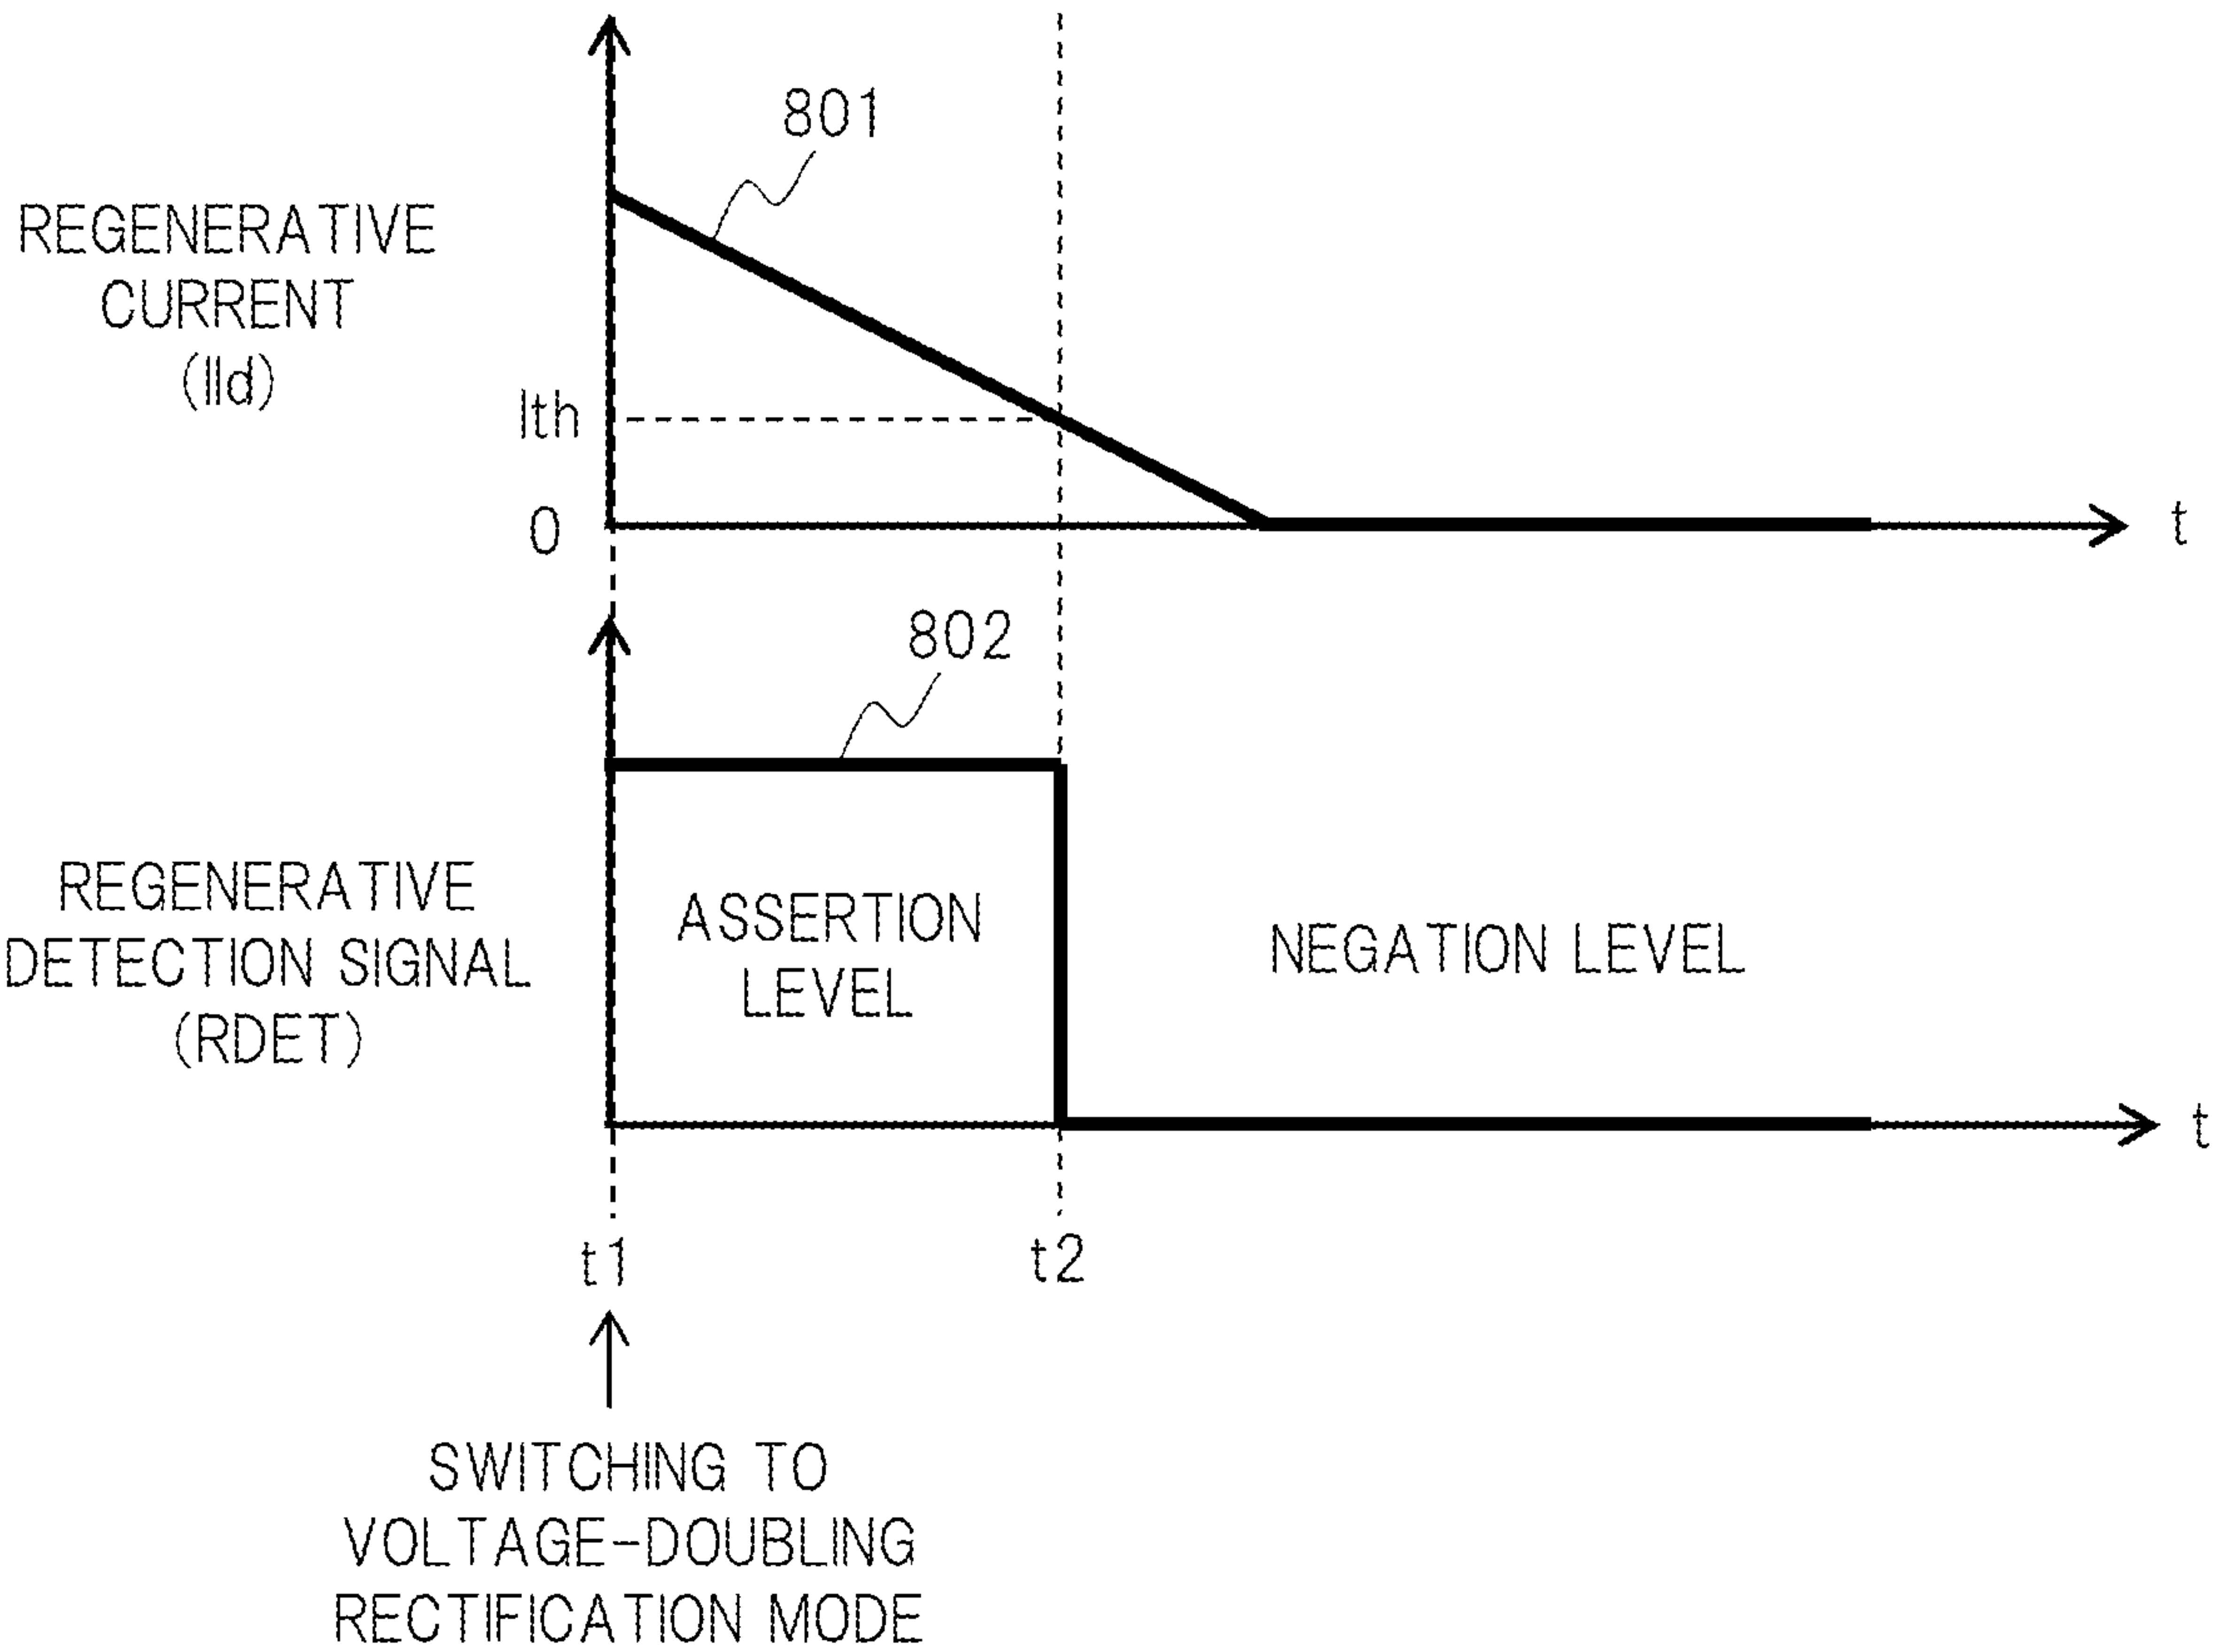 801
REGENERATIVE
CURRENT
(Ild)
Ith
0
t
802
REGENERATIVE
DETECTION SIGNAL
(RDET)
ASSERTION
LEVEL
NEGATION LEVEL
t
t1
t2
SWITCHING TO
VOLTAGE-DOUBLING
RECTIFICATION MODE